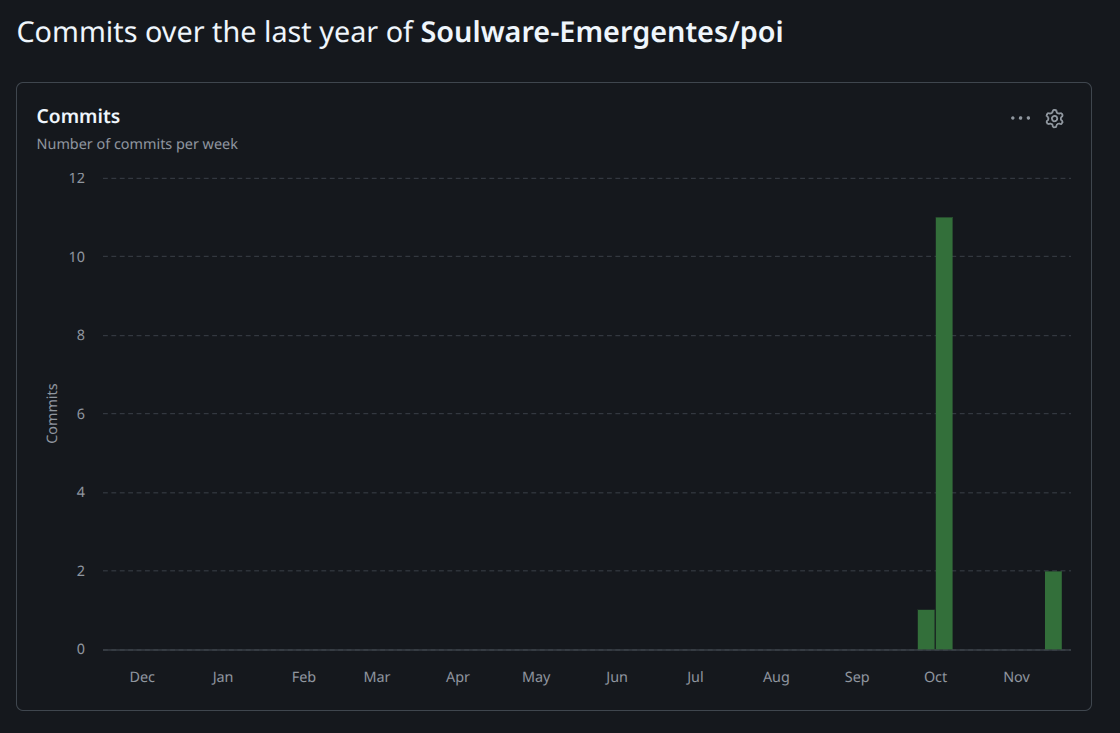 Commits over the last year of Soulware-Emergentes/poi
Commits
Number of commits per week
12
10
8
6
4
2
0
Commits
Dec Jan Feb Mar Apr May Jun Jul Aug Sep Oct Nov